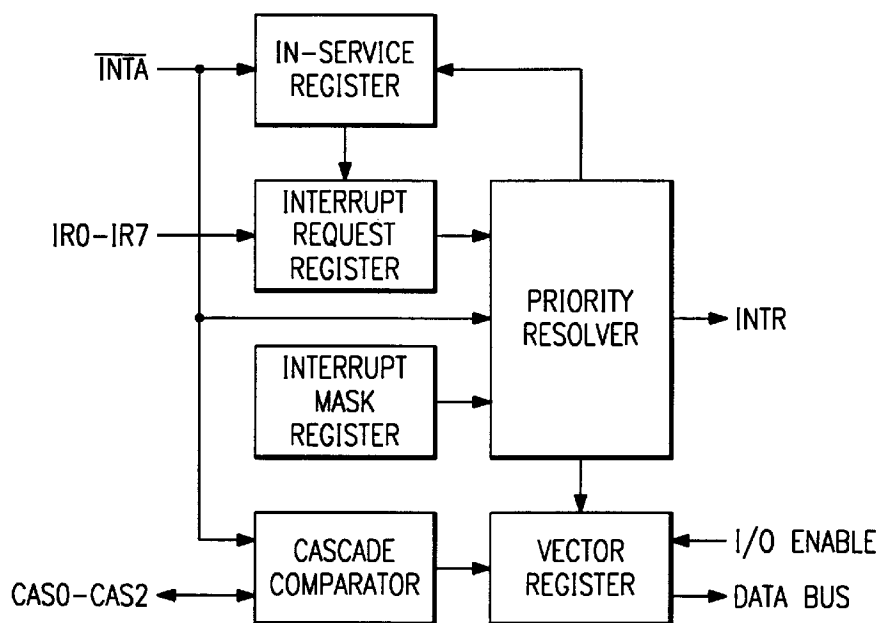 INTA
IN-SERVICE
REGISTER
IR0-IR7
INTERRUPT
REQUEST
REGISTER
PRIORITY
RESOLVER
INTR
INTERRUPT
MASK
REGISTER
CAS0-CAS2
CASCADE
COMPARATOR
VECTOR
REGISTER
I/O ENABLE
DATA BUS